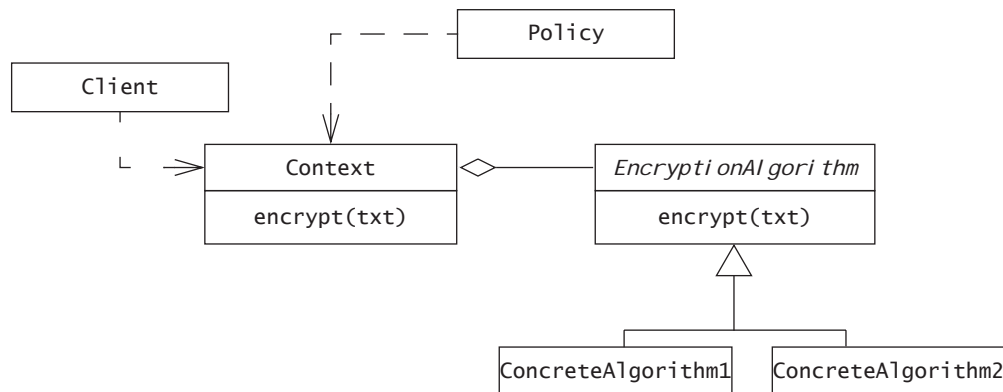 Policy
Client
Context
EncryptionAlgorithm
encrypt(txt)
encrypt(txt)
ConcreteAlgorithm1
ConcreteAlgorithm2